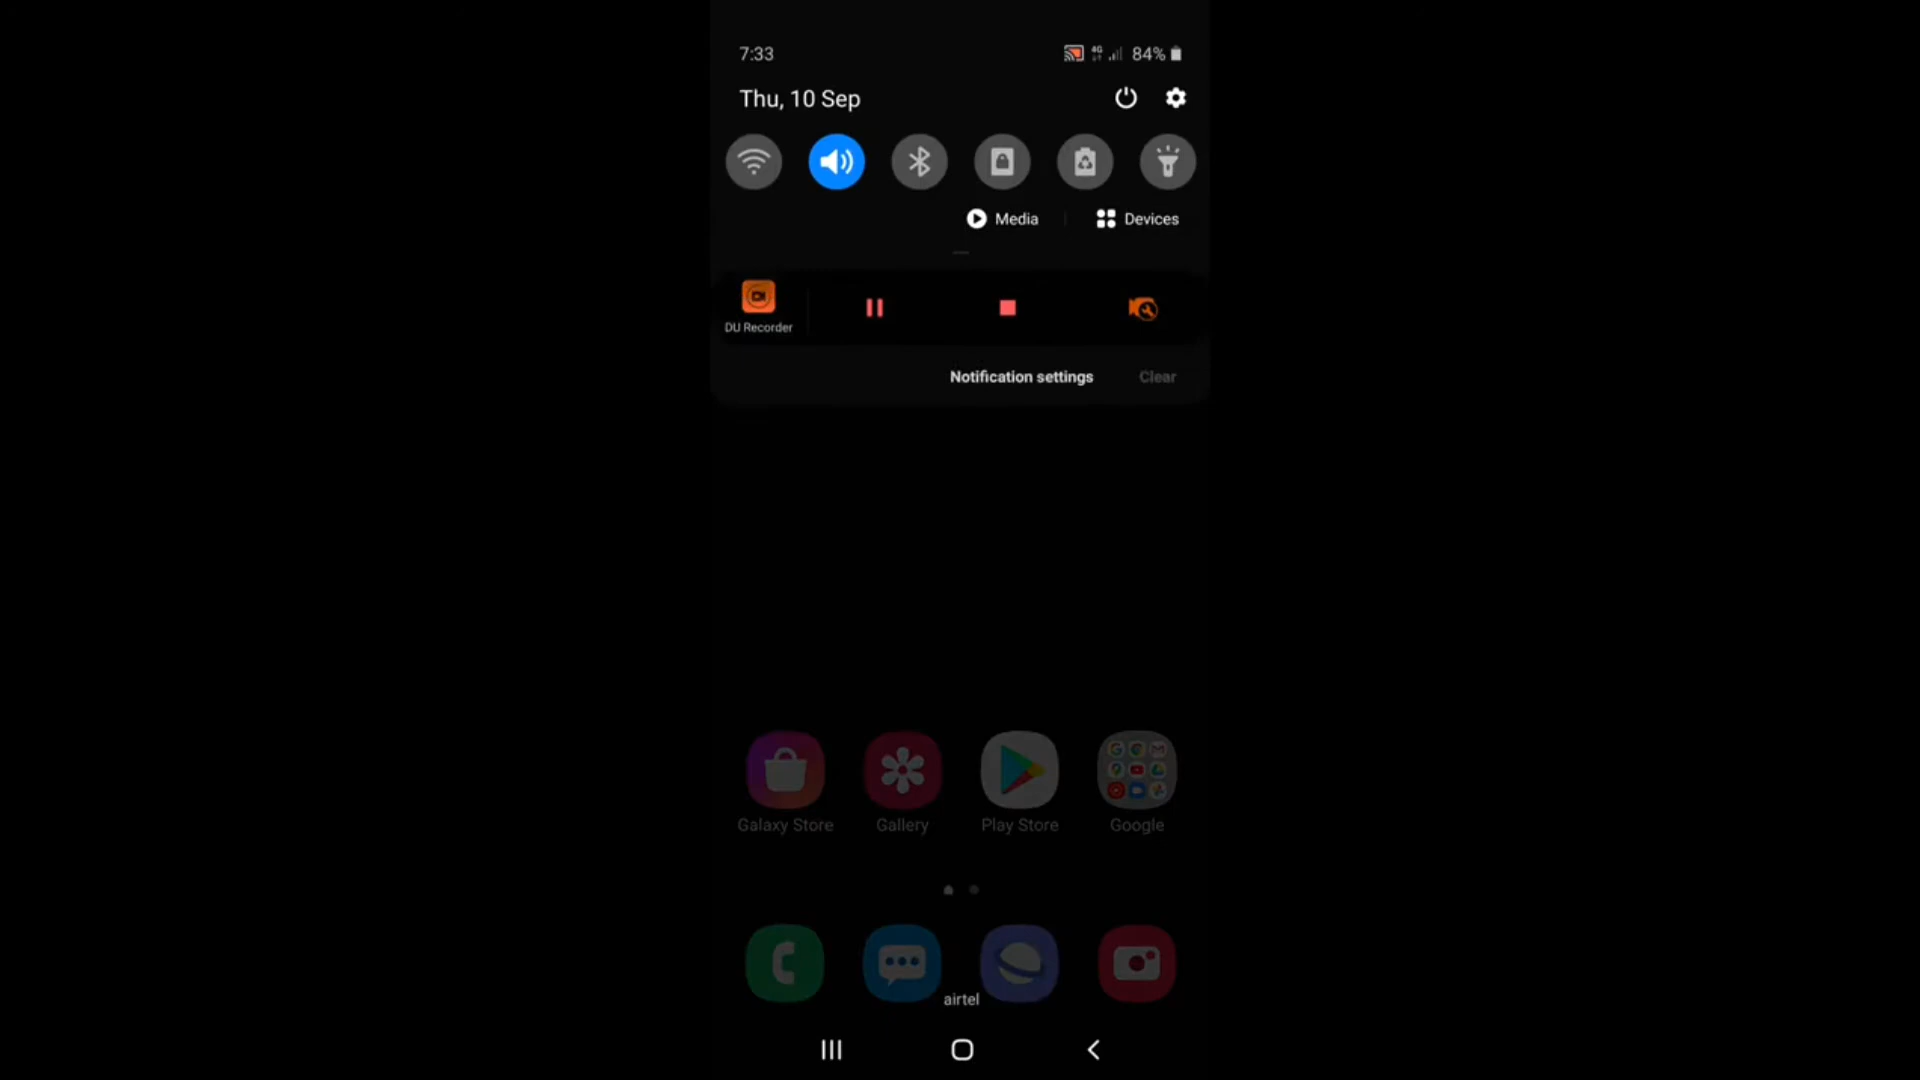 7:33
4G 84%
Thu, 10 Sep
Media
Devices
DU Recorder
Notification settings
Clear
Galaxy Store
Gallery
Play Store
Google
airtel